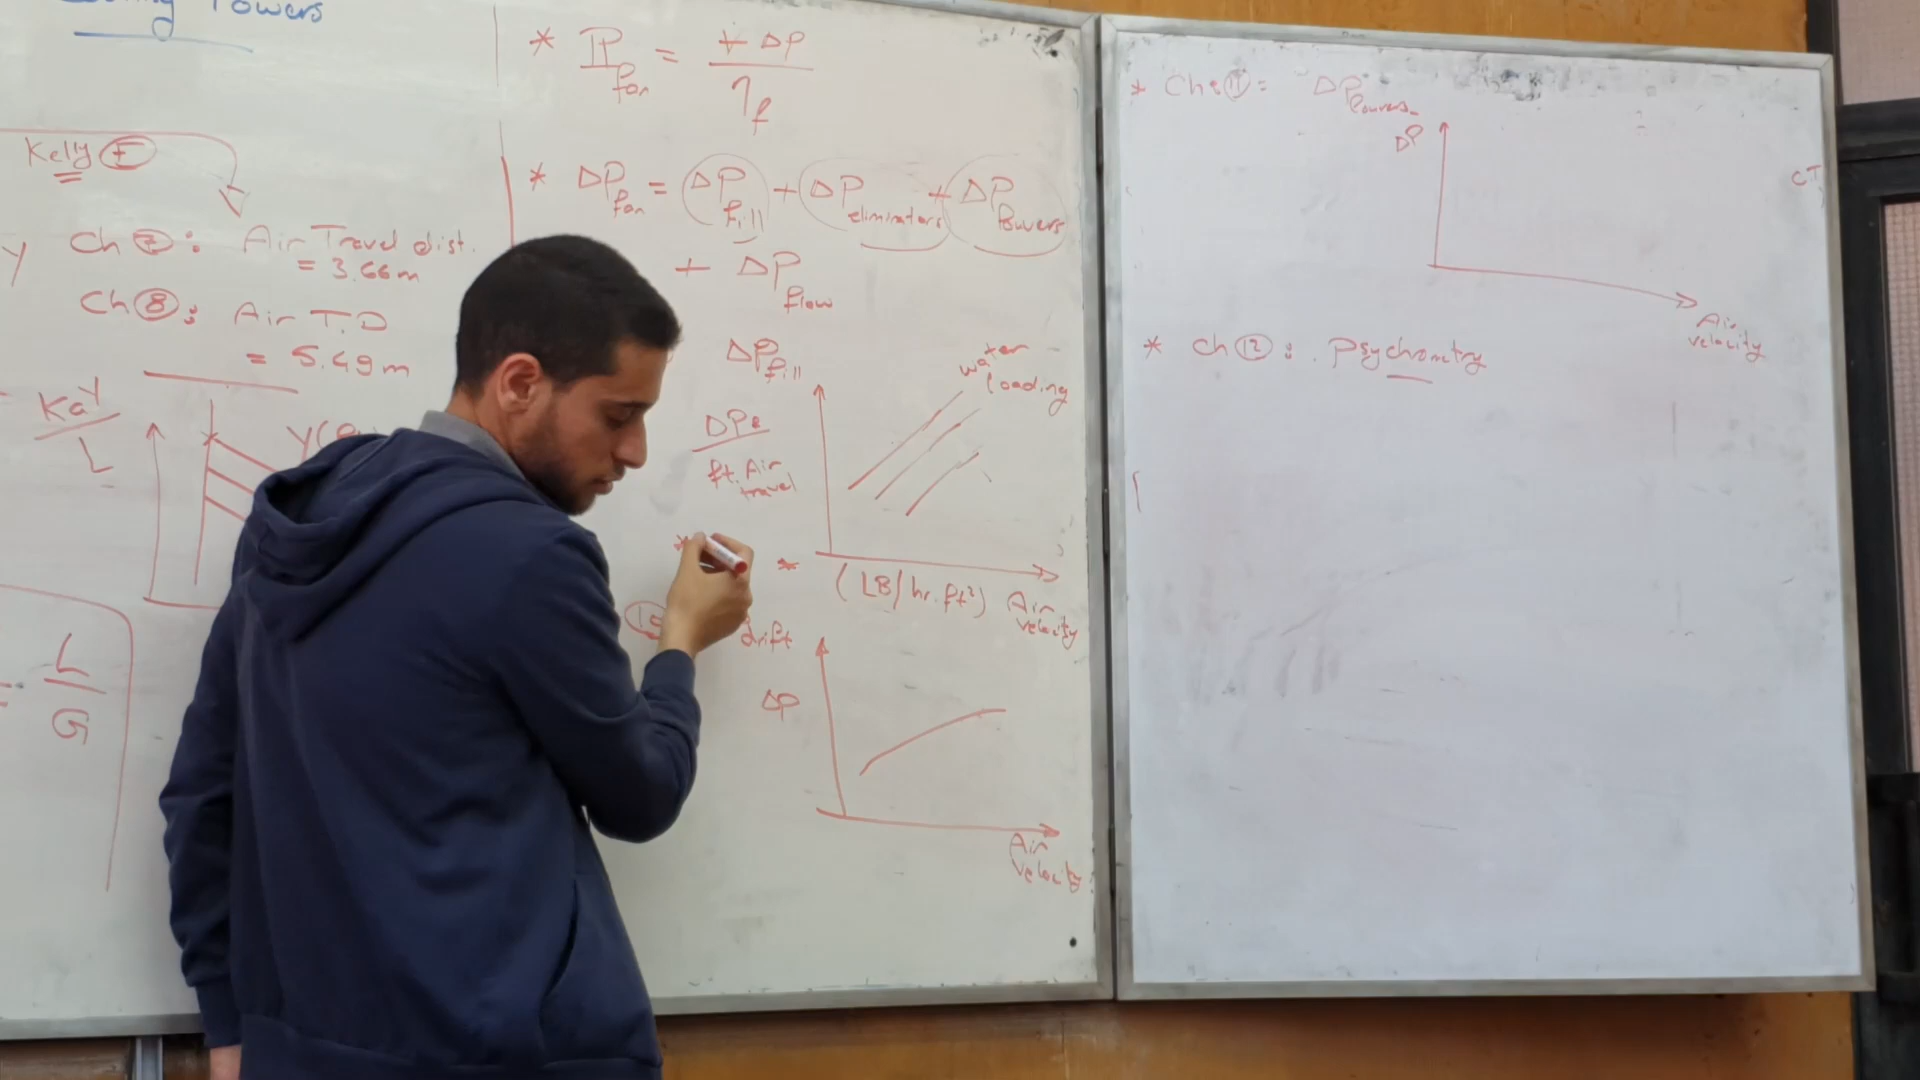 Towers
Kelly F
Y
Ch 7 : Air Travel dist.
= 3.66 m
Ch 8 : Air T.D
= 5.49 m
KaY
L
L
G
* P fan = V̶ ΔP
η f
* ΔP fan = ΔP fill + ΔP eliminators + ΔP Louvers
+ ΔP flow
ΔP fill
water loading
ΔP
ft. Air travel
*
*
(LB/hr.ft²) Air velocity
drift
ΔP
Air velocity
* Ch 11 : ΔP Louvers
ΔP
CT
Air velocity
* Ch 12 : Psychrometry